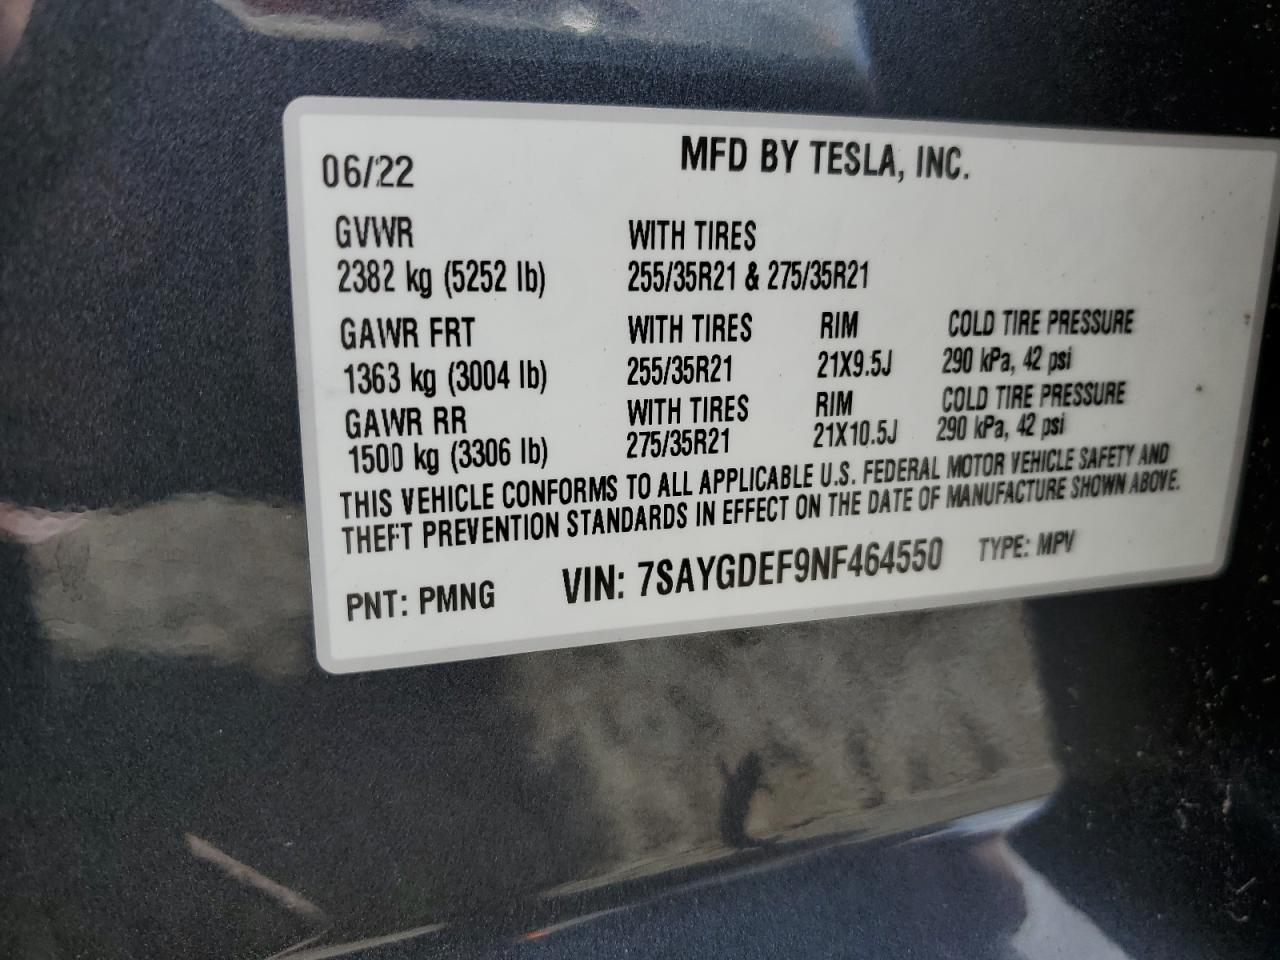 06/22 MFD BY TESLA, INC.
GVWR WITH TIRES
2382 kg (5252 lb) 255/35R21 & 275/35R21
GAWR FRT WITH TIRES RIM COLD TIRE PRESSURE
1363 kg (3004 lb) 255/35R21 21X9.5J 290 kPa, 42 psi
GAWR RR WITH TIRES RIM COLD TIRE PRESSURE
1500 kg (3306 lb) 275/35R21 21X10.5J 290 kPa, 42 psi
THIS VEHICLE CONFORMS TO ALL APPLICABLE U.S. FEDERAL MOTOR VEHICLE SAFETY AND
THEFT PREVENTION STANDARDS IN EFFECT ON THE DATE OF MANUFACTURE SHOWN ABOVE.
PNT: PMNG VIN: 7SAYGDEF9NF464550 TYPE: MPV